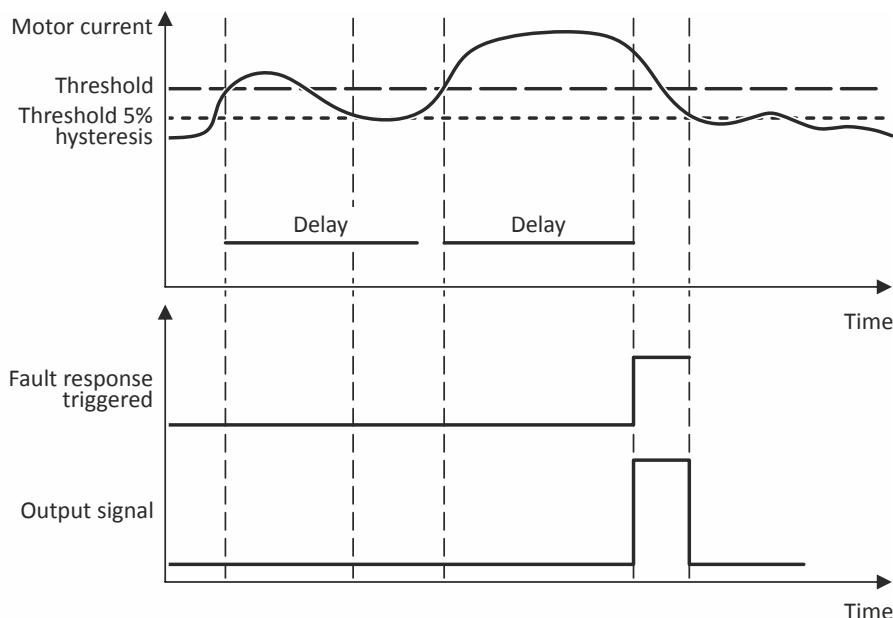 Motor current
Threshold
Threshold 5%
hysteresis
Delay
Delay
Time
Fault response
triggered
Output signal
Time